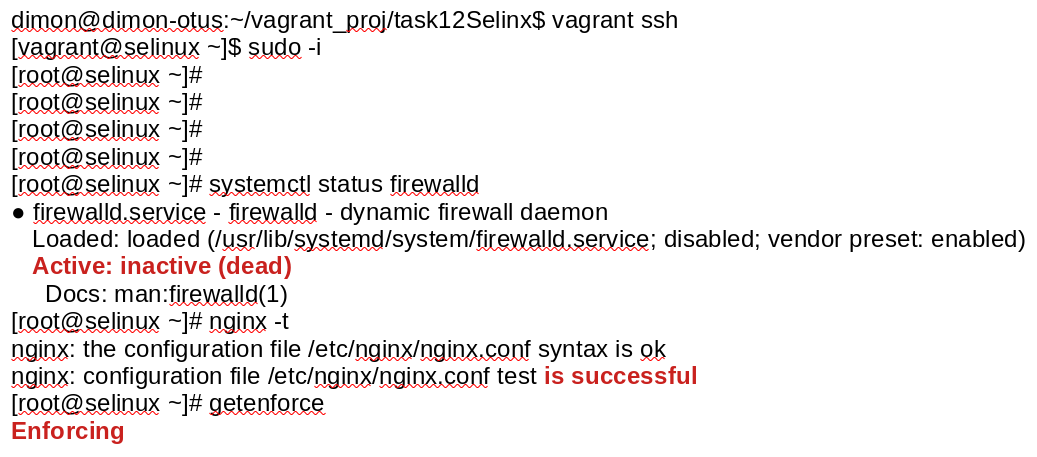 dimon@dimon-otus:~/vagrant_proj/task12Selinx$ vagrant ssh
[vagrant@selinux ~]$ sudo -i
[root@selinux ~]#
[root@selinux ~]#
[root@selinux ~]#
[root@selinux ~]#
[root@selinux ~]# systemctl status firewalld
● firewalld.service - firewalld - dynamic firewall daemon
Loaded: loaded (/usr/lib/systemd/system/firewalld.service; disabled; vendor preset: enabled)
Active: inactive (dead)
Docs: man:firewalld(1)
[root@selinux ~]# nginx -t
nginx: the configuration file /etc/nginx/nginx.conf syntax is ok
nginx: configuration file /etc/nginx/nginx.conf test is successful
[root@selinux ~]# getenforce
Enforcing